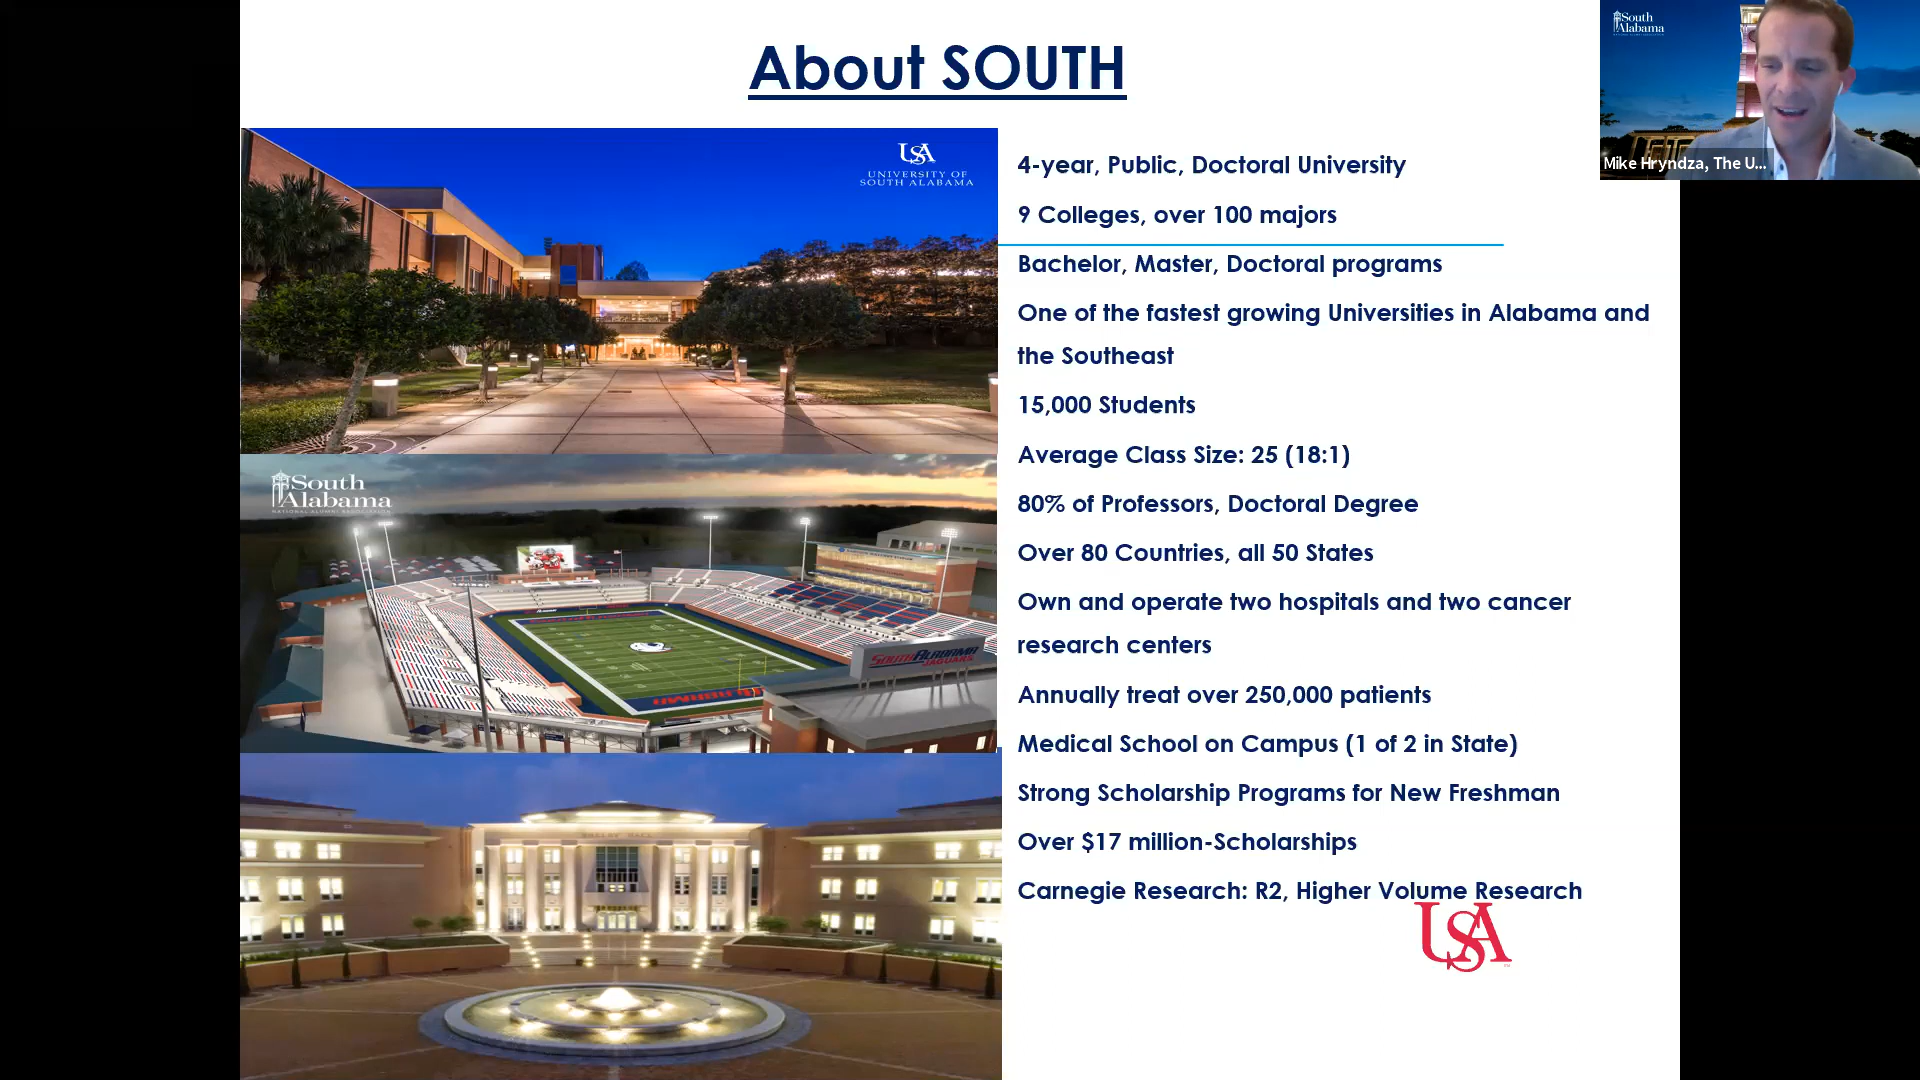 About SOUTH
South
Alabama
Mike Hryndza, The U...
USA
UNIVERSITY OF
SOUTH ALABAMA
4-year, Public, Doctoral University
9 Colleges, over 100 majors
Bachelor, Master, Doctoral programs
One of the fastest growing Universities in Alabama and
the Southeast
15,000 Students
Average Class Size: 25 (18:1)
80% of Professors, Doctoral Degree
Over 80 Countries, all 50 States
Own and operate two hospitals and two cancer
research centers
Annually treat over 250,000 patients
Medical School on Campus (1 of 2 in State)
Strong Scholarship Programs for New Freshman
Over $17 million-Scholarships
Carnegie Research: R2, Higher Volume Research
USA
South
Alabama
NATIONAL ALUMNI ASSOCIATION
SOUTH ALABAMA
JAGUARS
SHELBY HALL